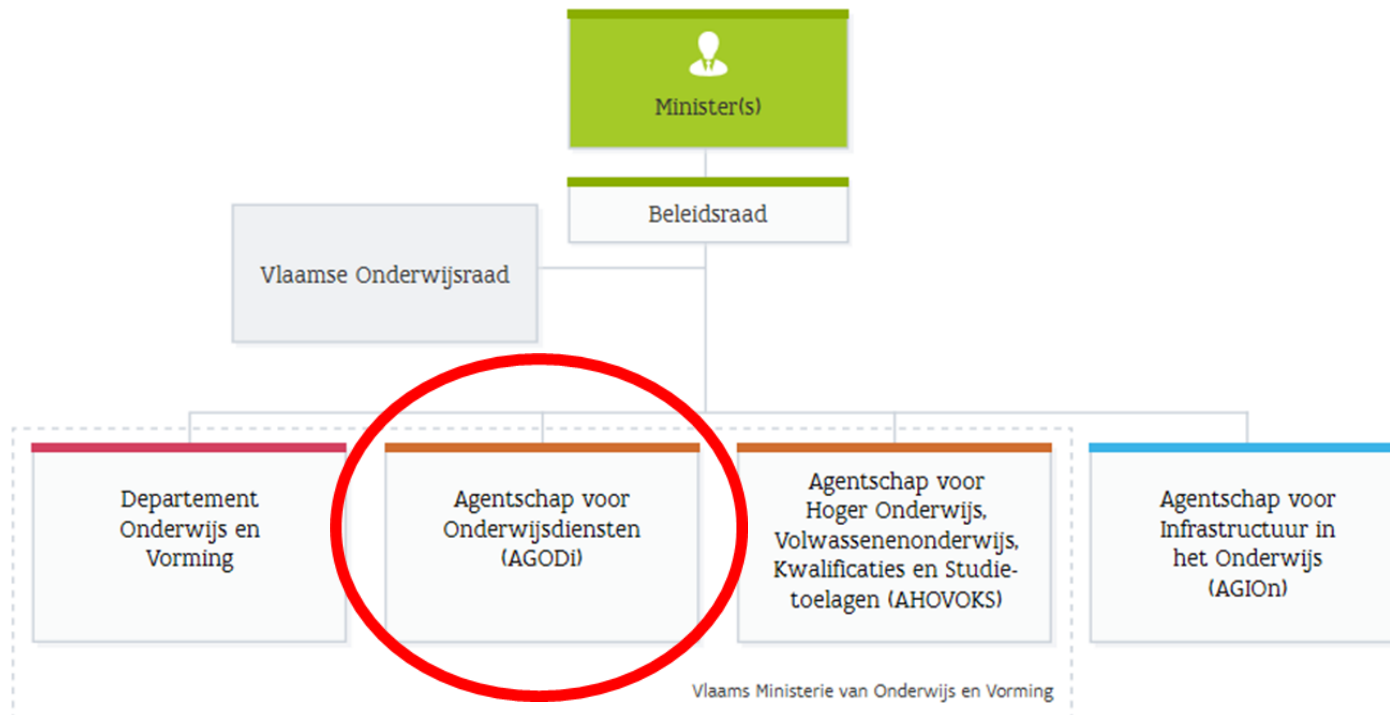 Minister(s)
Beleidsraad
Vlaamse Onderwijsraad
Departement
Onderwijs en
Vorming
Agentschap voor
Onderwijsdiensten
(AGODi)
Agentschap voor
Hoger Onderwijs,
Volwassenenonderwijs,
Kwalificaties en Studie-
toelagen (AHOVOKS)
Agentschap voor
Infrastructuur in
het Onderwijs
(AGIOn)
Vlaams Ministerie van Onderwijs en Vorming